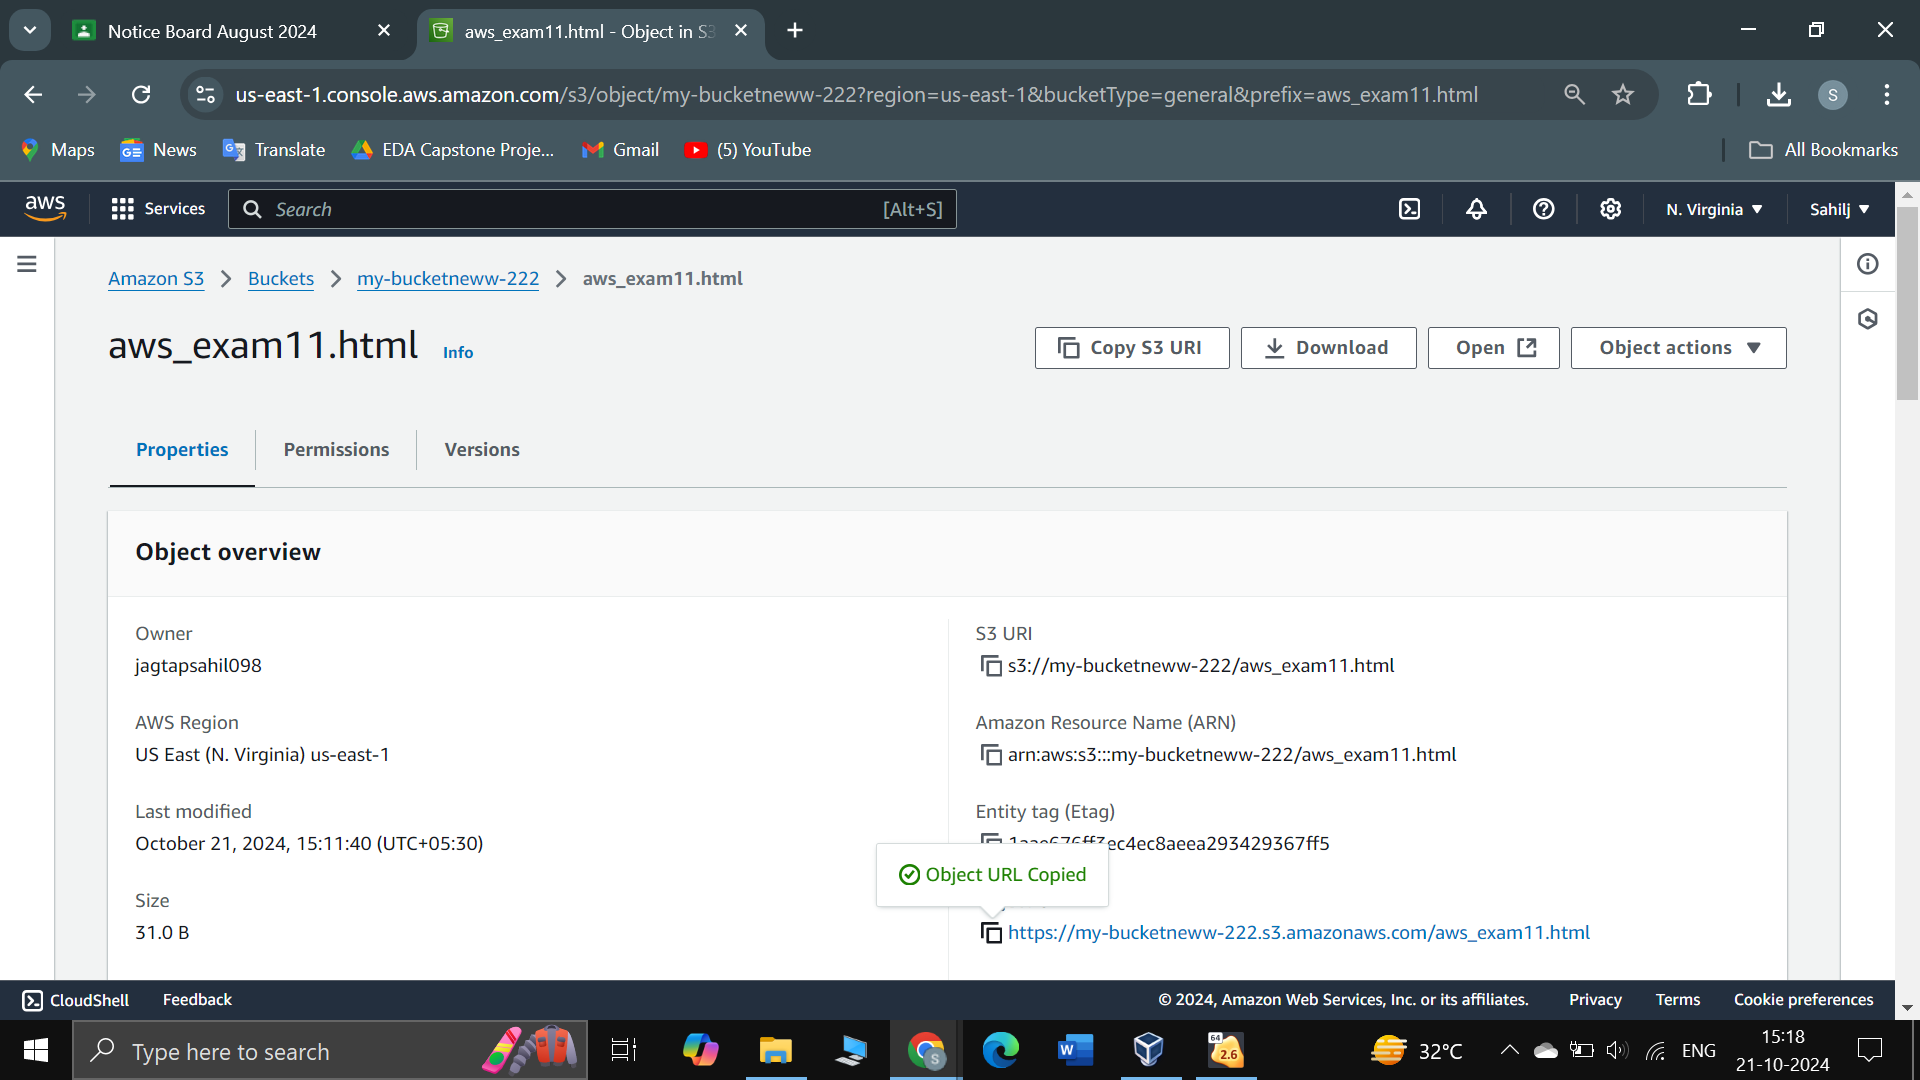 Notice Board August 2024
aws_exam11.html - Object in S3
us-east-1.console.aws.amazon.com/s3/object/my-bucketneww-222?region=us-east-1&bucketType=general&prefix=aws_exam11.html
S
Maps
News
Translate
EDA Capstone Proje...
Gmail
(5) YouTube
All Bookmarks
aws
Services
Search
[Alt+S]
N. Virginia
Sahilj
Amazon S3
Buckets
my-bucketneww-222
aws_exam11.html
aws_exam11.html
Info
Copy S3 URI
Download
Open
Object actions
Properties
Permissions
Versions
Object overview
Owner
jagtapsahil098
AWS Region
US East (N. Virginia) us-east-1
Last modified
October 21, 2024, 15:11:40 (UTC+05:30)
Size
31.0 B
S3 URI
s3://my-bucketneww-222/aws_exam11.html
Amazon Resource Name (ARN)
arn:aws:s3:::my-bucketneww-222/aws_exam11.html
Entity tag (Etag)
Object URL Copied
https://my-bucketneww-222.s3.amazonaws.com/aws_exam11.html
CloudShell
Feedback
© 2024, Amazon Web Services, Inc. or its affiliates.
Privacy
Terms
Cookie preferences
Type here to search
S
W
64
2.6
32°C
ENG
15:18
21-10-2024